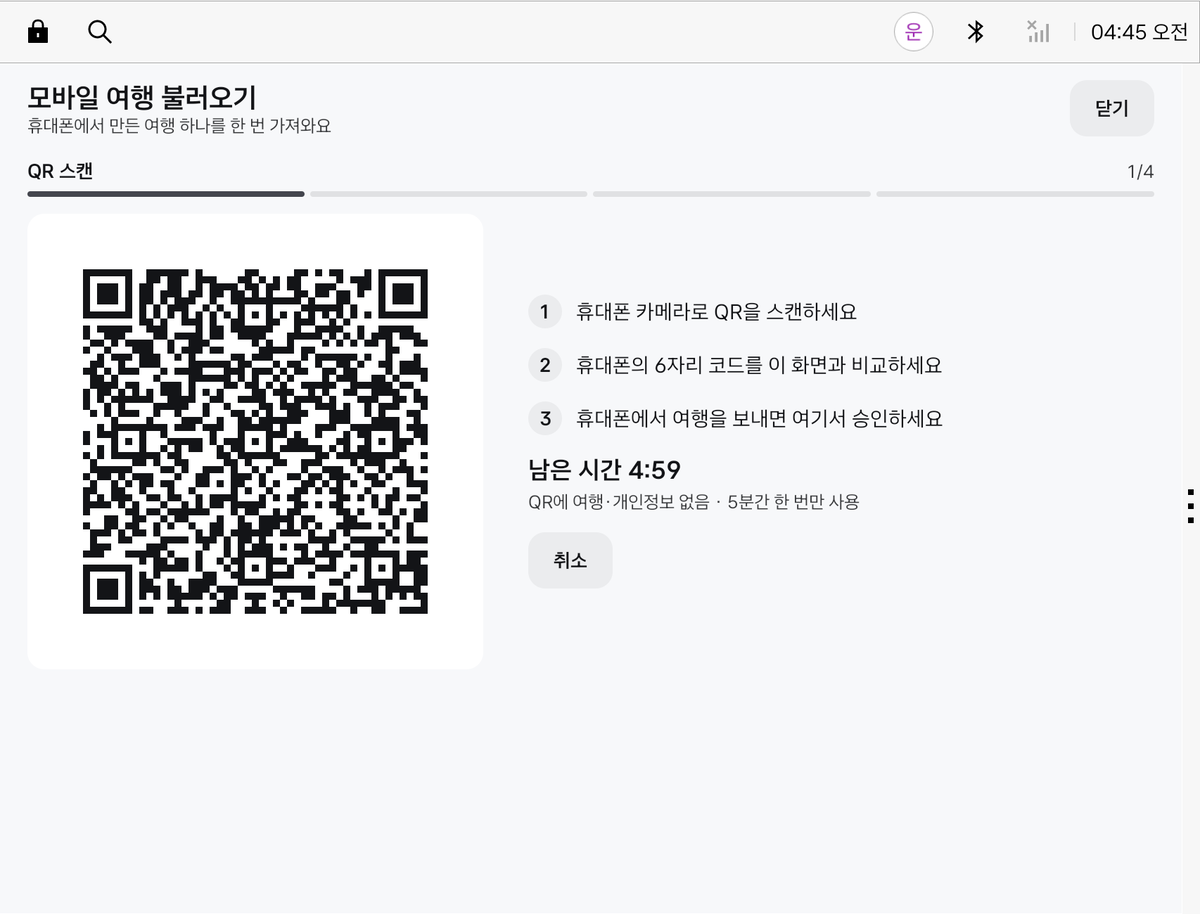 운
04:45 오전
모바일 여행 불러오기
휴대폰에서 만든 여행 하나를 한 번 가져와요
닫기
QR 스캔
1/4
1 휴대폰 카메라로 QR을 스캔하세요
2 휴대폰의 6자리 코드를 이 화면과 비교하세요
3 휴대폰에서 여행을 보내면 여기서 승인하세요
남은 시간 4:59
QR에 여행·개인정보 없음 · 5분간 한 번만 사용
취소